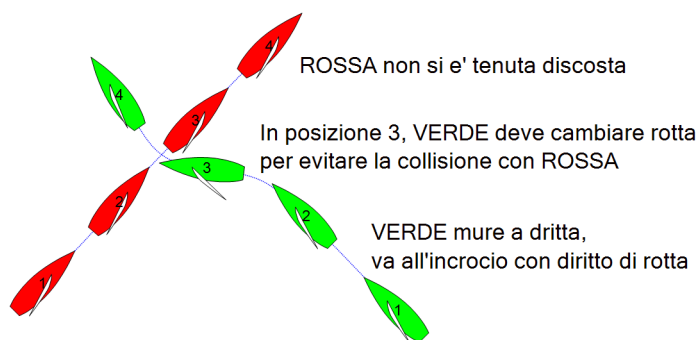 4
4
ROSSA non si e' tenuta discosta
3
In posizione 3, VERDE deve cambiare rotta
per evitare la collisione con ROSSA
3
2
2
VERDE mure a dritta,
va all'incrocio con diritto di rotta
1
1